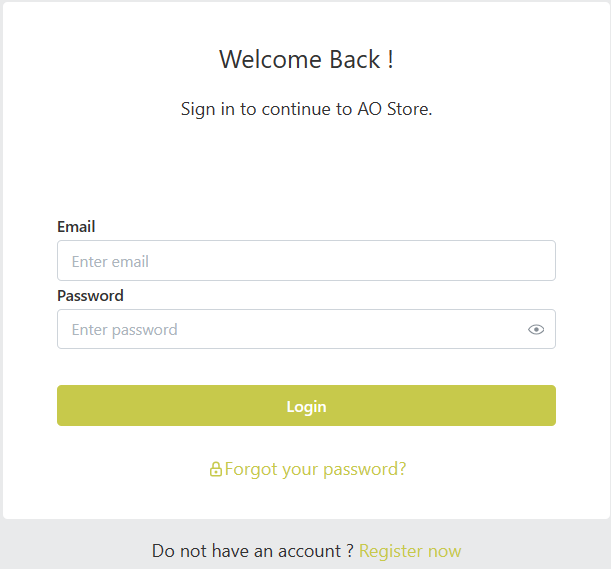 Welcome Back !
Sign in to continue to AO Store.
Email
Enter email
Password
Enter password
Login
Forgot your password?
Do not have an account ? Register now